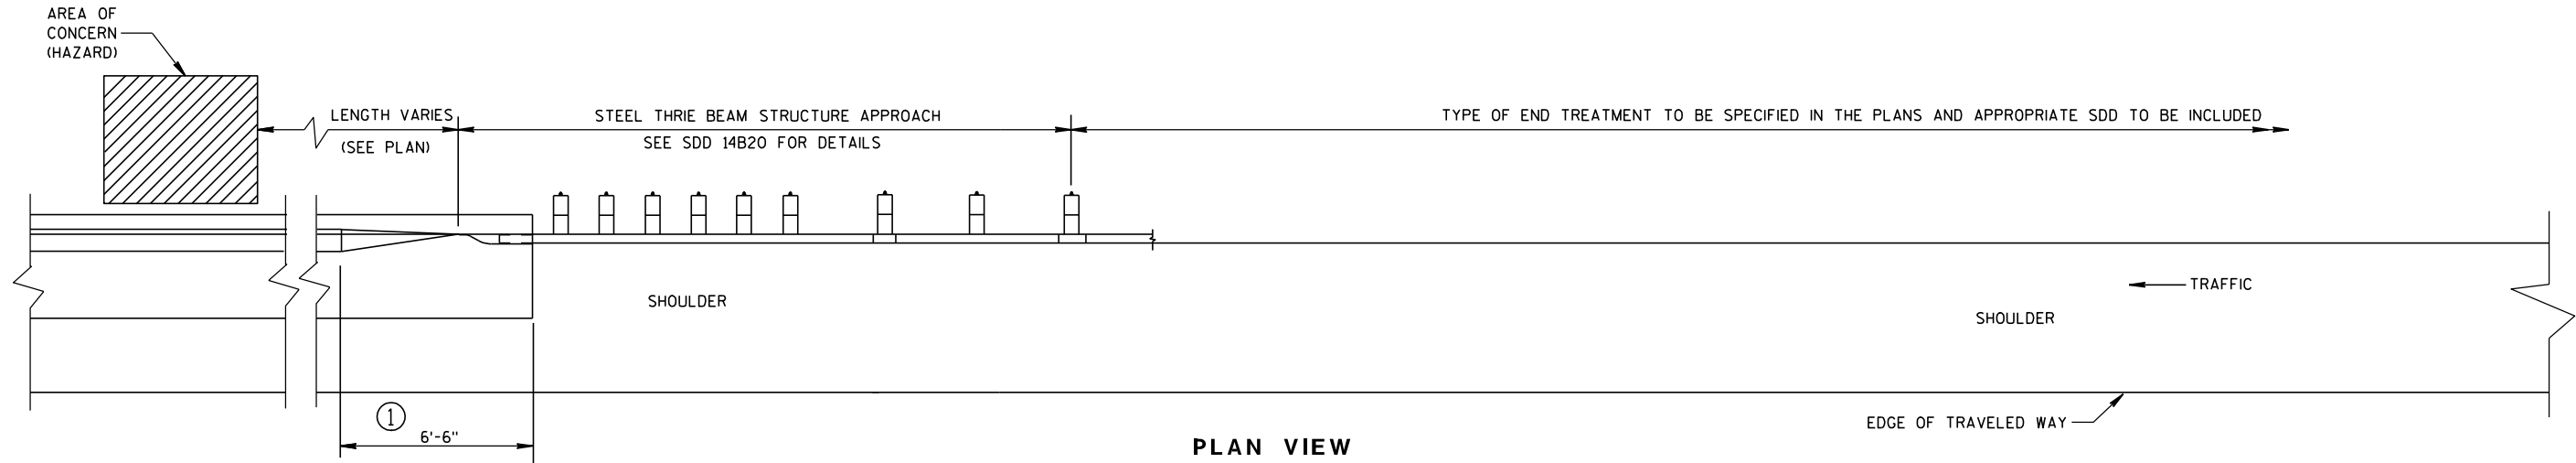 AREA OF
CONCERN
(HAZARD)
LENGTH VARIES
(SEE PLAN)
STEEL THRIE BEAM STRUCTURE APPROACH
SEE SDD 14B20 FOR DETAILS
TYPE OF END TREATMENT TO BE SPECIFIED IN THE PLANS AND APPROPRIATE SDD TO BE INCLUDED
SHOULDER
TRAFFIC
SHOULDER
1
6'-6"
EDGE OF TRAVELED WAY
PLAN VIEW